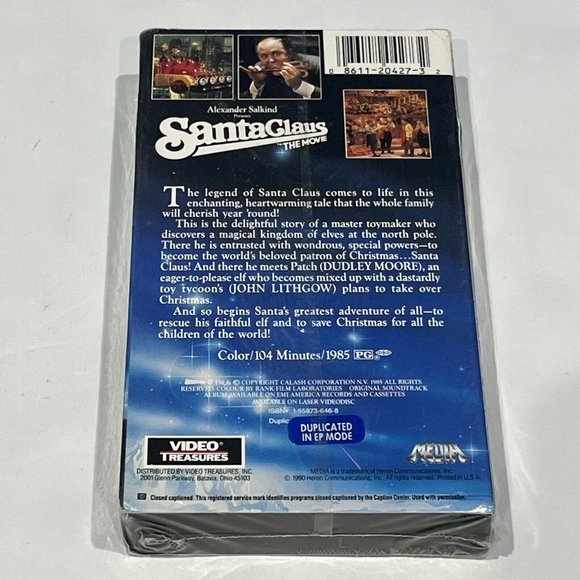 0 8611-20427-3 2
Alexander Salkind
Presents
SantaClaus
™THE MOVIE
The legend of Santa Claus comes to life in this
enchanting, heartwarming tale that the whole family
will cherish year 'round!
This is the delightful story of a master toymaker who
discovers a magical kingdom of elves at the north pole.
There he is entrusted with wondrous, special powers—to
become the world's beloved patron of Christmas...Santa
Claus! And there he meets Patch (DUDLEY MOORE), an
eager-to-please elf who becomes mixed up with a dastardly
toy tycoon's (JOHN LITHGOW) plans to take over
Christmas.
And so begins Santa's greatest adventure of all—to
rescue his faithful elf and to save Christmas for all the
children of the world!
Color/104 Minutes/1985 PG
TM & © COPYRIGHT CALASH CORPORATION N.V. 1985 ALL RIGHTS
RESERVED. COLOUR BY RANK FILM LABORATORIES ORIGINAL SOUNDTRACK
ALBUM AVAILABLE ON EMI AMERICA RECORDS AND CASSETTES
AVAILABLE ON LASER VIDEODISC
ISBN# 1-55873-646-8
Duplic
DUPLICATED
IN EP MODE
VIDEO
TREASURES
MEDIA
DISTRIBUTED BY VIDEO TREASURES, INC.
2001 Glenn Parkway, Batavia, Ohio 45103
MEDIA is a trademark of Heron Communications, Inc.
© 1990 Heron Communications, Inc. Printed in U.S.A.
Closed captioned. This registered service mark identifies programs closed captioned by the Caption Center. Used with permission.